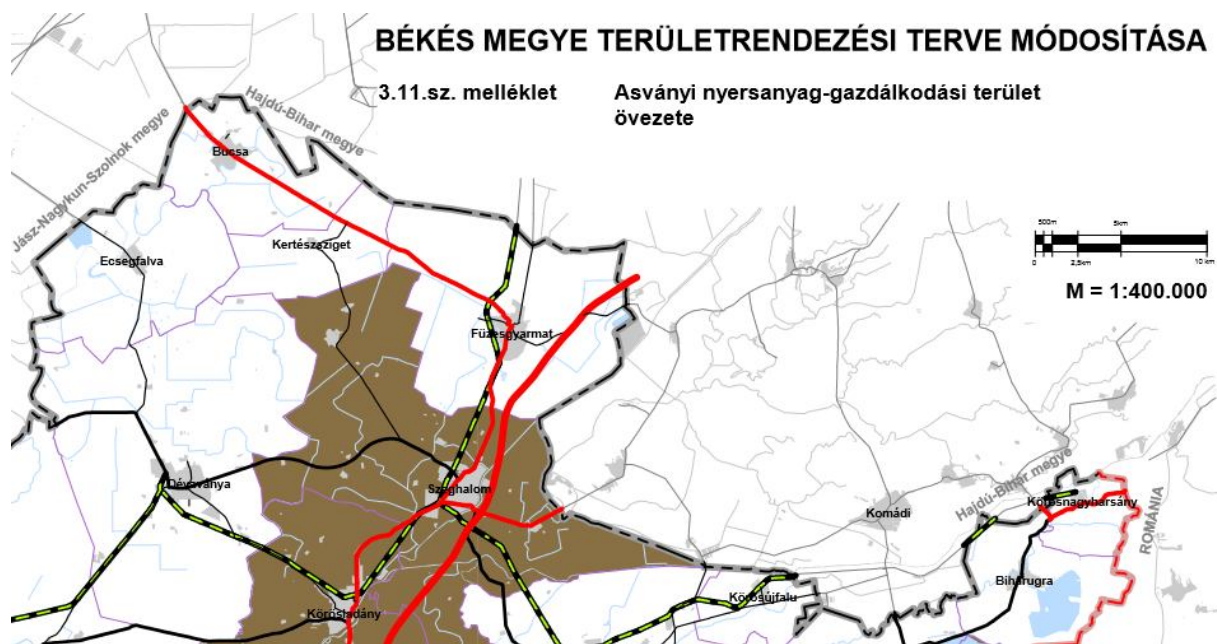 BÉKÉS MEGYE TERÜLETRENDEZÉSI TERVE MÓDOSÍTÁSA
3.11.sz. melléklet
Asványi nyersanyag-gazdálkodási terület
övezete
Hajdú-Bihar megye
Jász-Nagykun-Szolnok megye
Bucsa
Kertészsziget
Ecsegfalva
500m
5km
0
2,5km
10 km
M = 1:400.000
Füzesgyarmat
Szeghalom
Dévaványa
Komádi
Hajdú-Bihar megye
Körösnagyharsány
ROMÁNIA
Biharugra
Körösújfalu
Körösladány